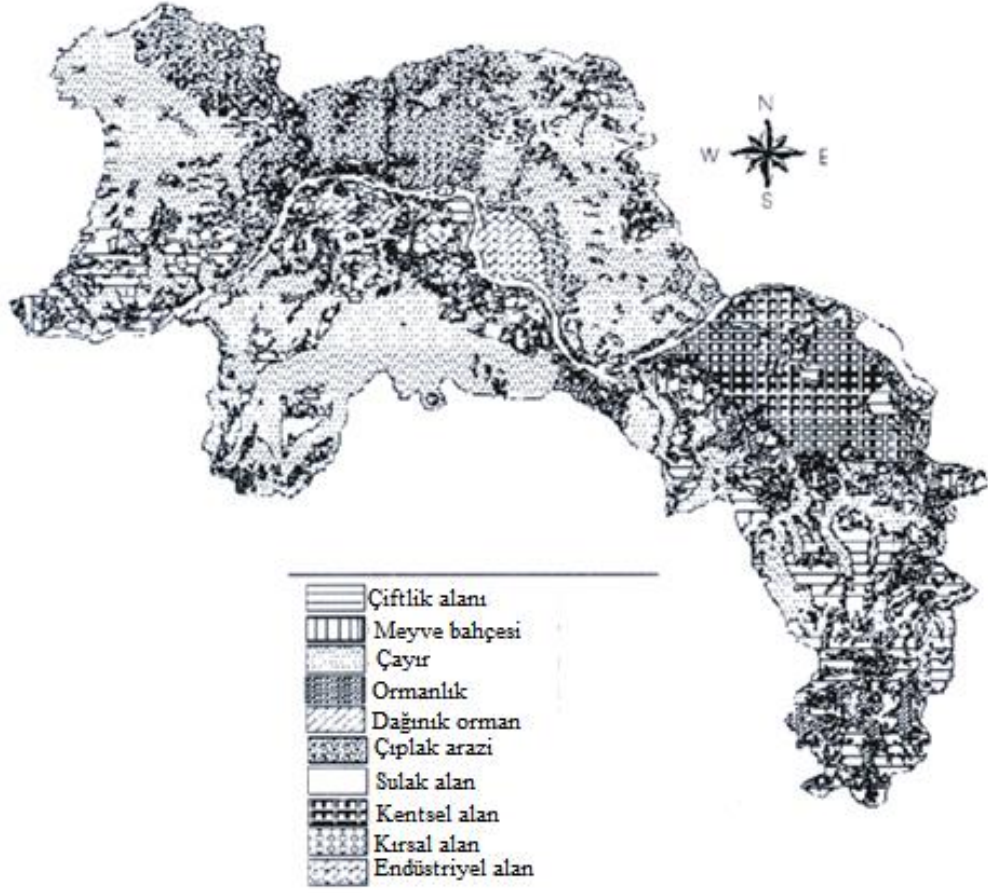 N
W E
S
Çiftlik alanı
Meyve bahçesi
Çayır
Ormanlık
Dağınık orman
Çıplak arazi
Sulak alan
Kentsel alan
Kırsal alan
Endüstriyel alan